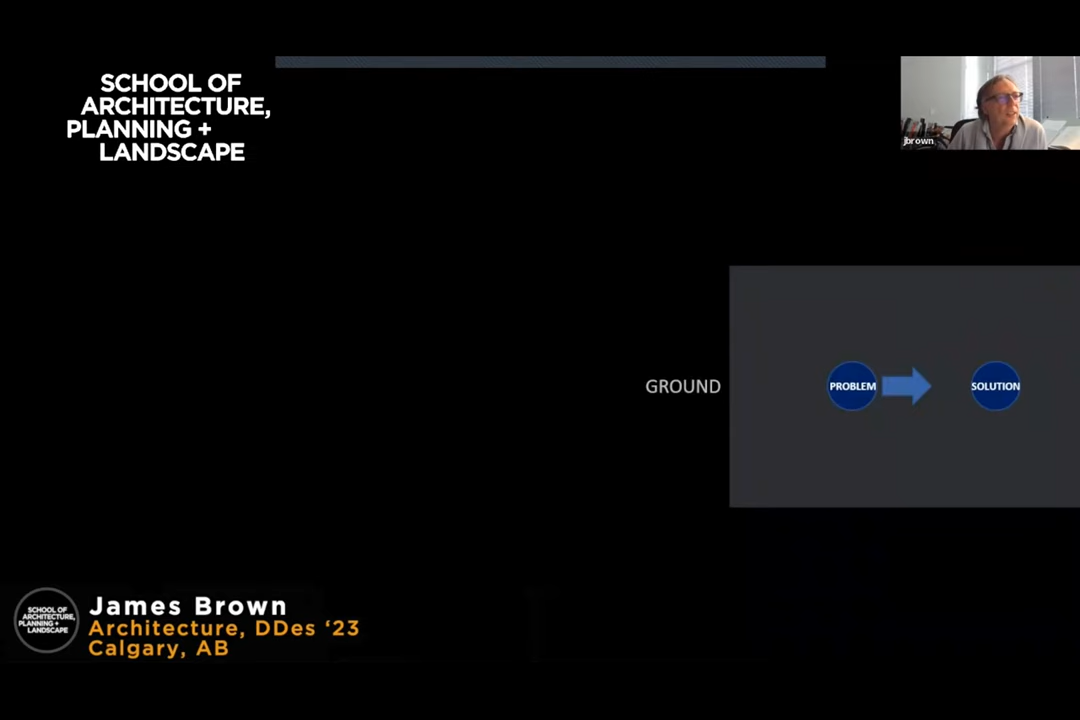 SCHOOL OF
ARCHITECTURE,
PLANNING +
LANDSCAPE
jbrown
GROUND
PROBLEM
SOLUTION
SCHOOL OF
ARCHITECTURE,
PLANNING +
LANDSCAPE
James Brown
Architecture, DDes ‘23
Calgary, AB